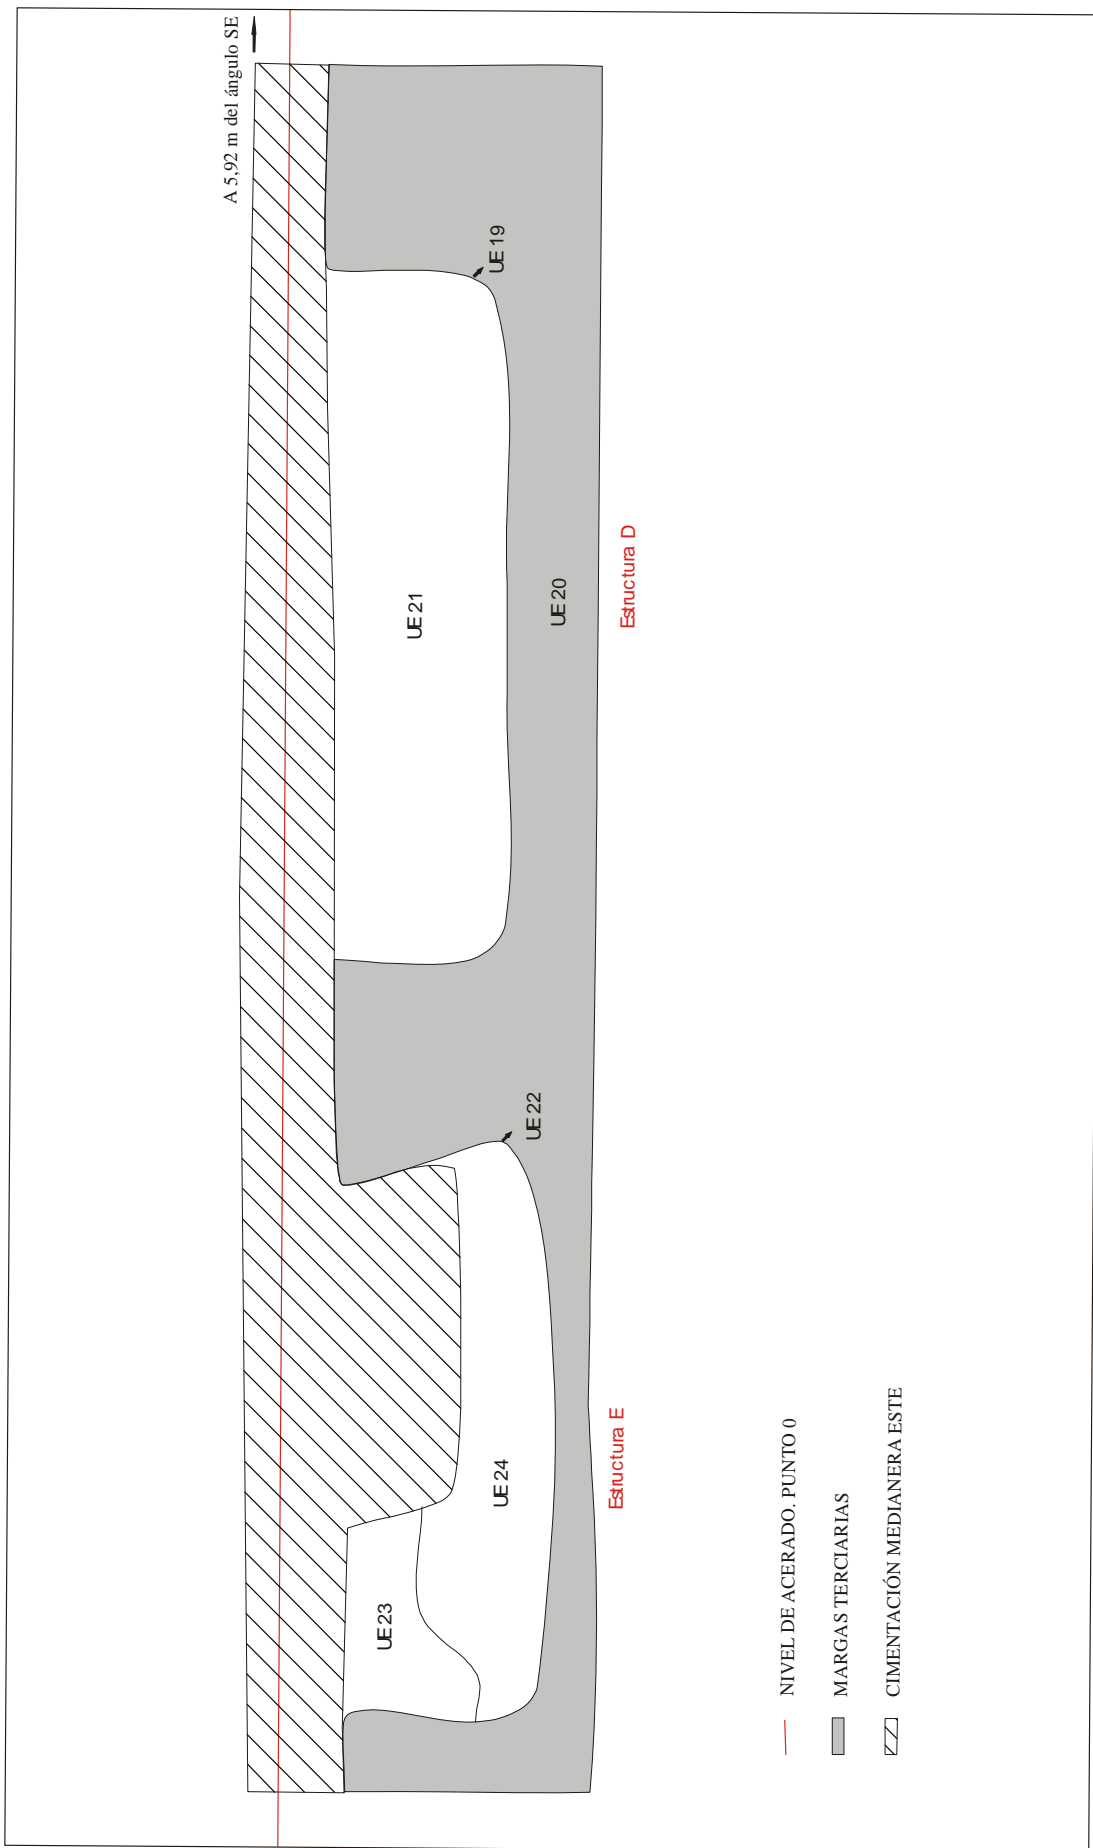 A 5,92 m del ángulo SE
UE 23
UE 24
UE 22
UE 21
UE 20
UE 19
Estructura E
Estructura D
NIVEL DE ACERADO. PUNTO 0
MARGAS TERCIARIAS
CIMENTACIÓN MEDIANERA ESTE